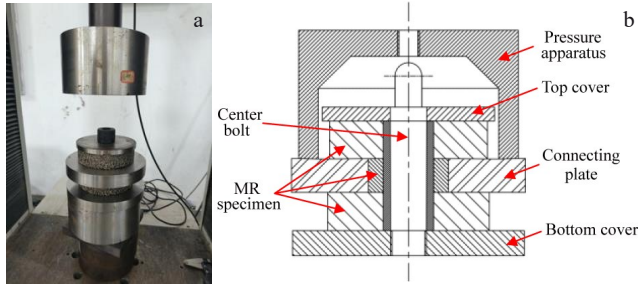 a
b
Pressure
apparatus
Top cover
Center
bolt
Connecting
plate
MR
specimen
Bottom cover